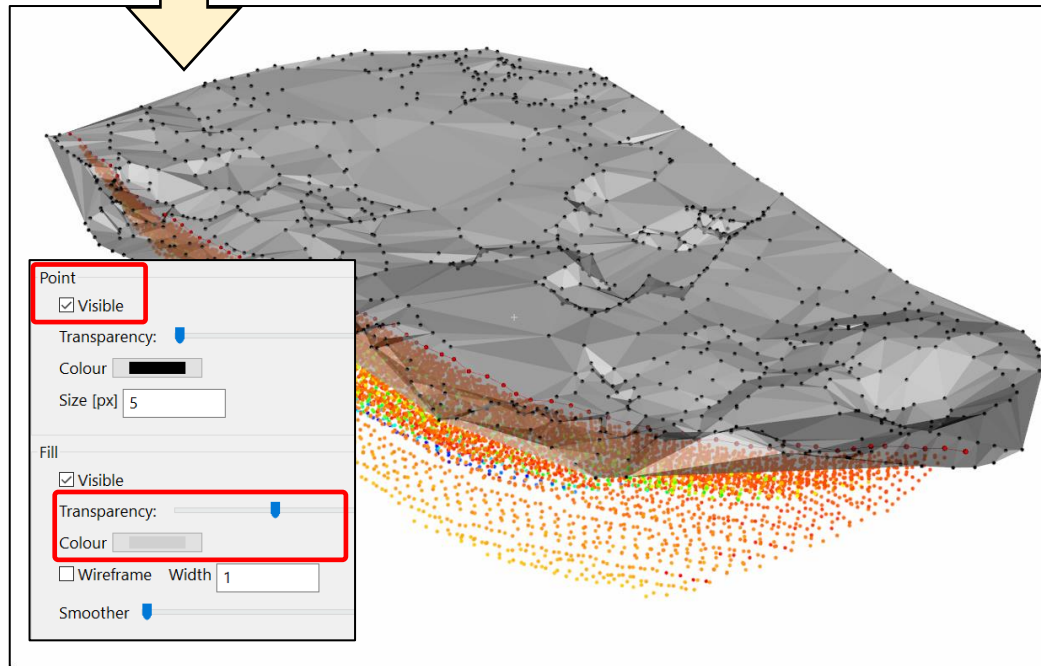 Point
Visible
Transparency:
Colour
Size [px] 5
Fill
Visible
Transparency:
Colour
Wireframe Width 1
Smoother